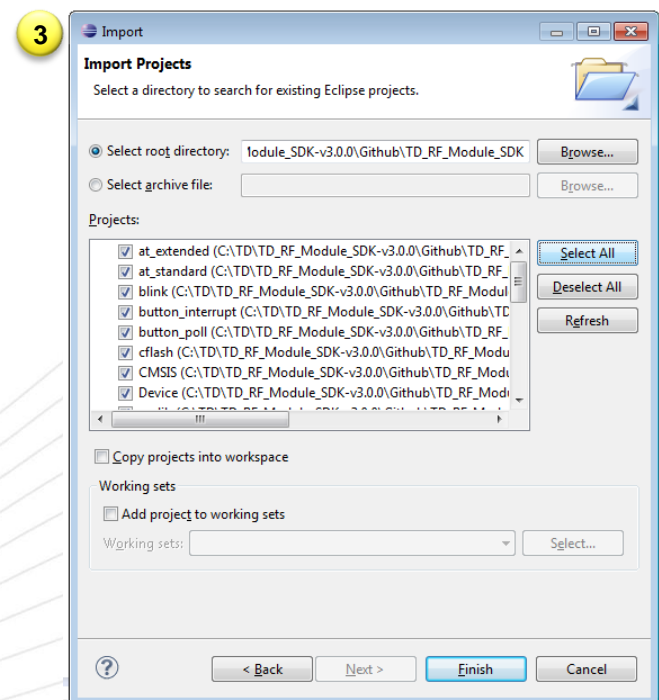 3
Import
Import Projects
Select a directory to search for existing Eclipse projects.
Select root directory: odule_SDK-v3.0.0\Github\TD_RF_Module_SDK Browse...
Select archive file: Browse...
Projects:
at_extended (C:\TD\TD_RF_Module_SDK-v3.0.0\Github\TD_RF_
at_standard (C:\TD\TD_RF_Module_SDK-v3.0.0\Github\TD_RF_
blink (C:\TD\TD_RF_Module_SDK-v3.0.0\Github\TD_RF_Modul
button_interrupt (C:\TD\TD_RF_Module_SDK-v3.0.0\Github\TD
button_poll (C:\TD\TD_RF_Module_SDK-v3.0.0\Github\TD_RF_
cflash (C:\TD\TD_RF_Module_SDK-v3.0.0\Github\TD_RF_Modu
CMSIS (C:\TD\TD_RF_Module_SDK-v3.0.0\Github\TD_RF_Modu
Device (C:\TD\TD_RF_Module_SDK-v3.0.0\Github\TD_RF_Modu
Select All
Deselect All
Refresh
Copy projects into workspace
Working sets
Add project to working sets
Working sets: Select...
? < Back Next > Finish Cancel